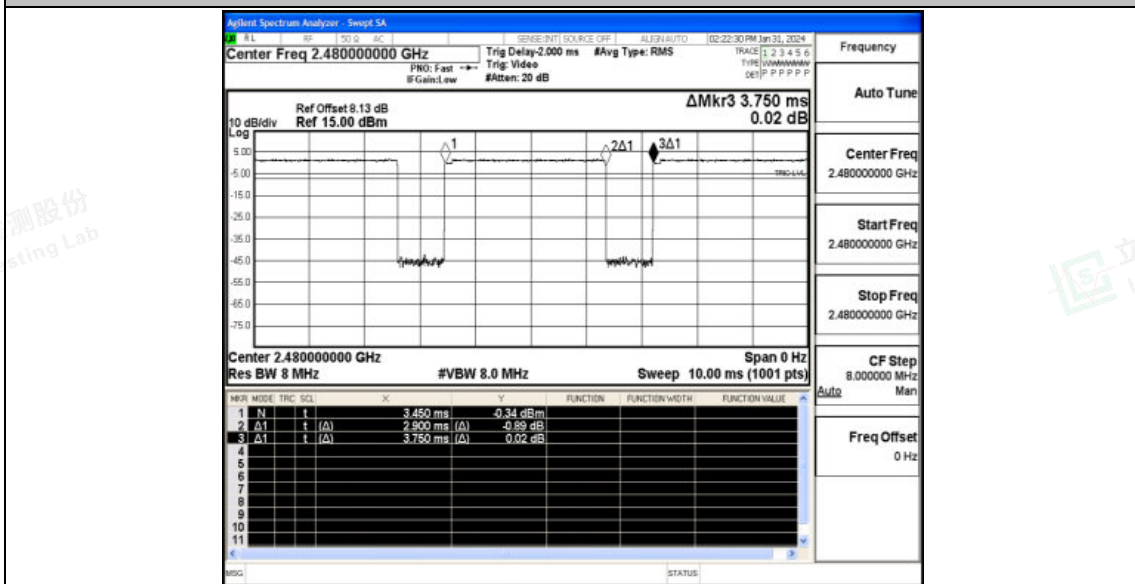 Agilent Spectrum Analyzer - Swept SA
RL RF 50 Ω AC SENSE:INT SOURCE OFF ALIGN AUTO 02:22:30 PM Jan 31, 2024
Center Freq 2.480000000 GHz
Trig Delay-2.000 ms #Avg Type: RMS
TRACE 1 2 3 4 5 6
PNO: Fast Trig: Video
TYPE
IFGain:Low #Atten: 20 dB
DET P P P P P P
ΔMkr3 3.750 ms
0.02 dB
Ref Offset 8.13 dB
10 dB/div Ref 15.00 dBm
Log
1
2Δ1
3Δ1
5.00
-5.00
TRIG LVL
-15.0
-25.0
-35.0
-45.0
-55.0
-65.0
-75.0
Center 2.480000000 GHz Span 0 Hz
Res BW 8 MHz #VBW 8.0 MHz Sweep 10.00 ms (1001 pts)
MKR MODE TRC SCL X Y FUNCTION FUNCTION WIDTH FUNCTION VALUE
1 N t 3.450 ms -0.34 dBm
2 Δ1 t (Δ) 2.900 ms (Δ) -0.89 dB
3 Δ1 t (Δ) 3.750 ms (Δ) 0.02 dB
4
5
6
7
8
9
10
11
MSG STATUS
Frequency
Auto Tune
Center Freq
2.480000000 GHz
Start Freq
2.480000000 GHz
Stop Freq
2.480000000 GHz
CF Step
8.000000 MHz
Auto Man
Freq Offset
0 Hz
测股份
sting Lab
立